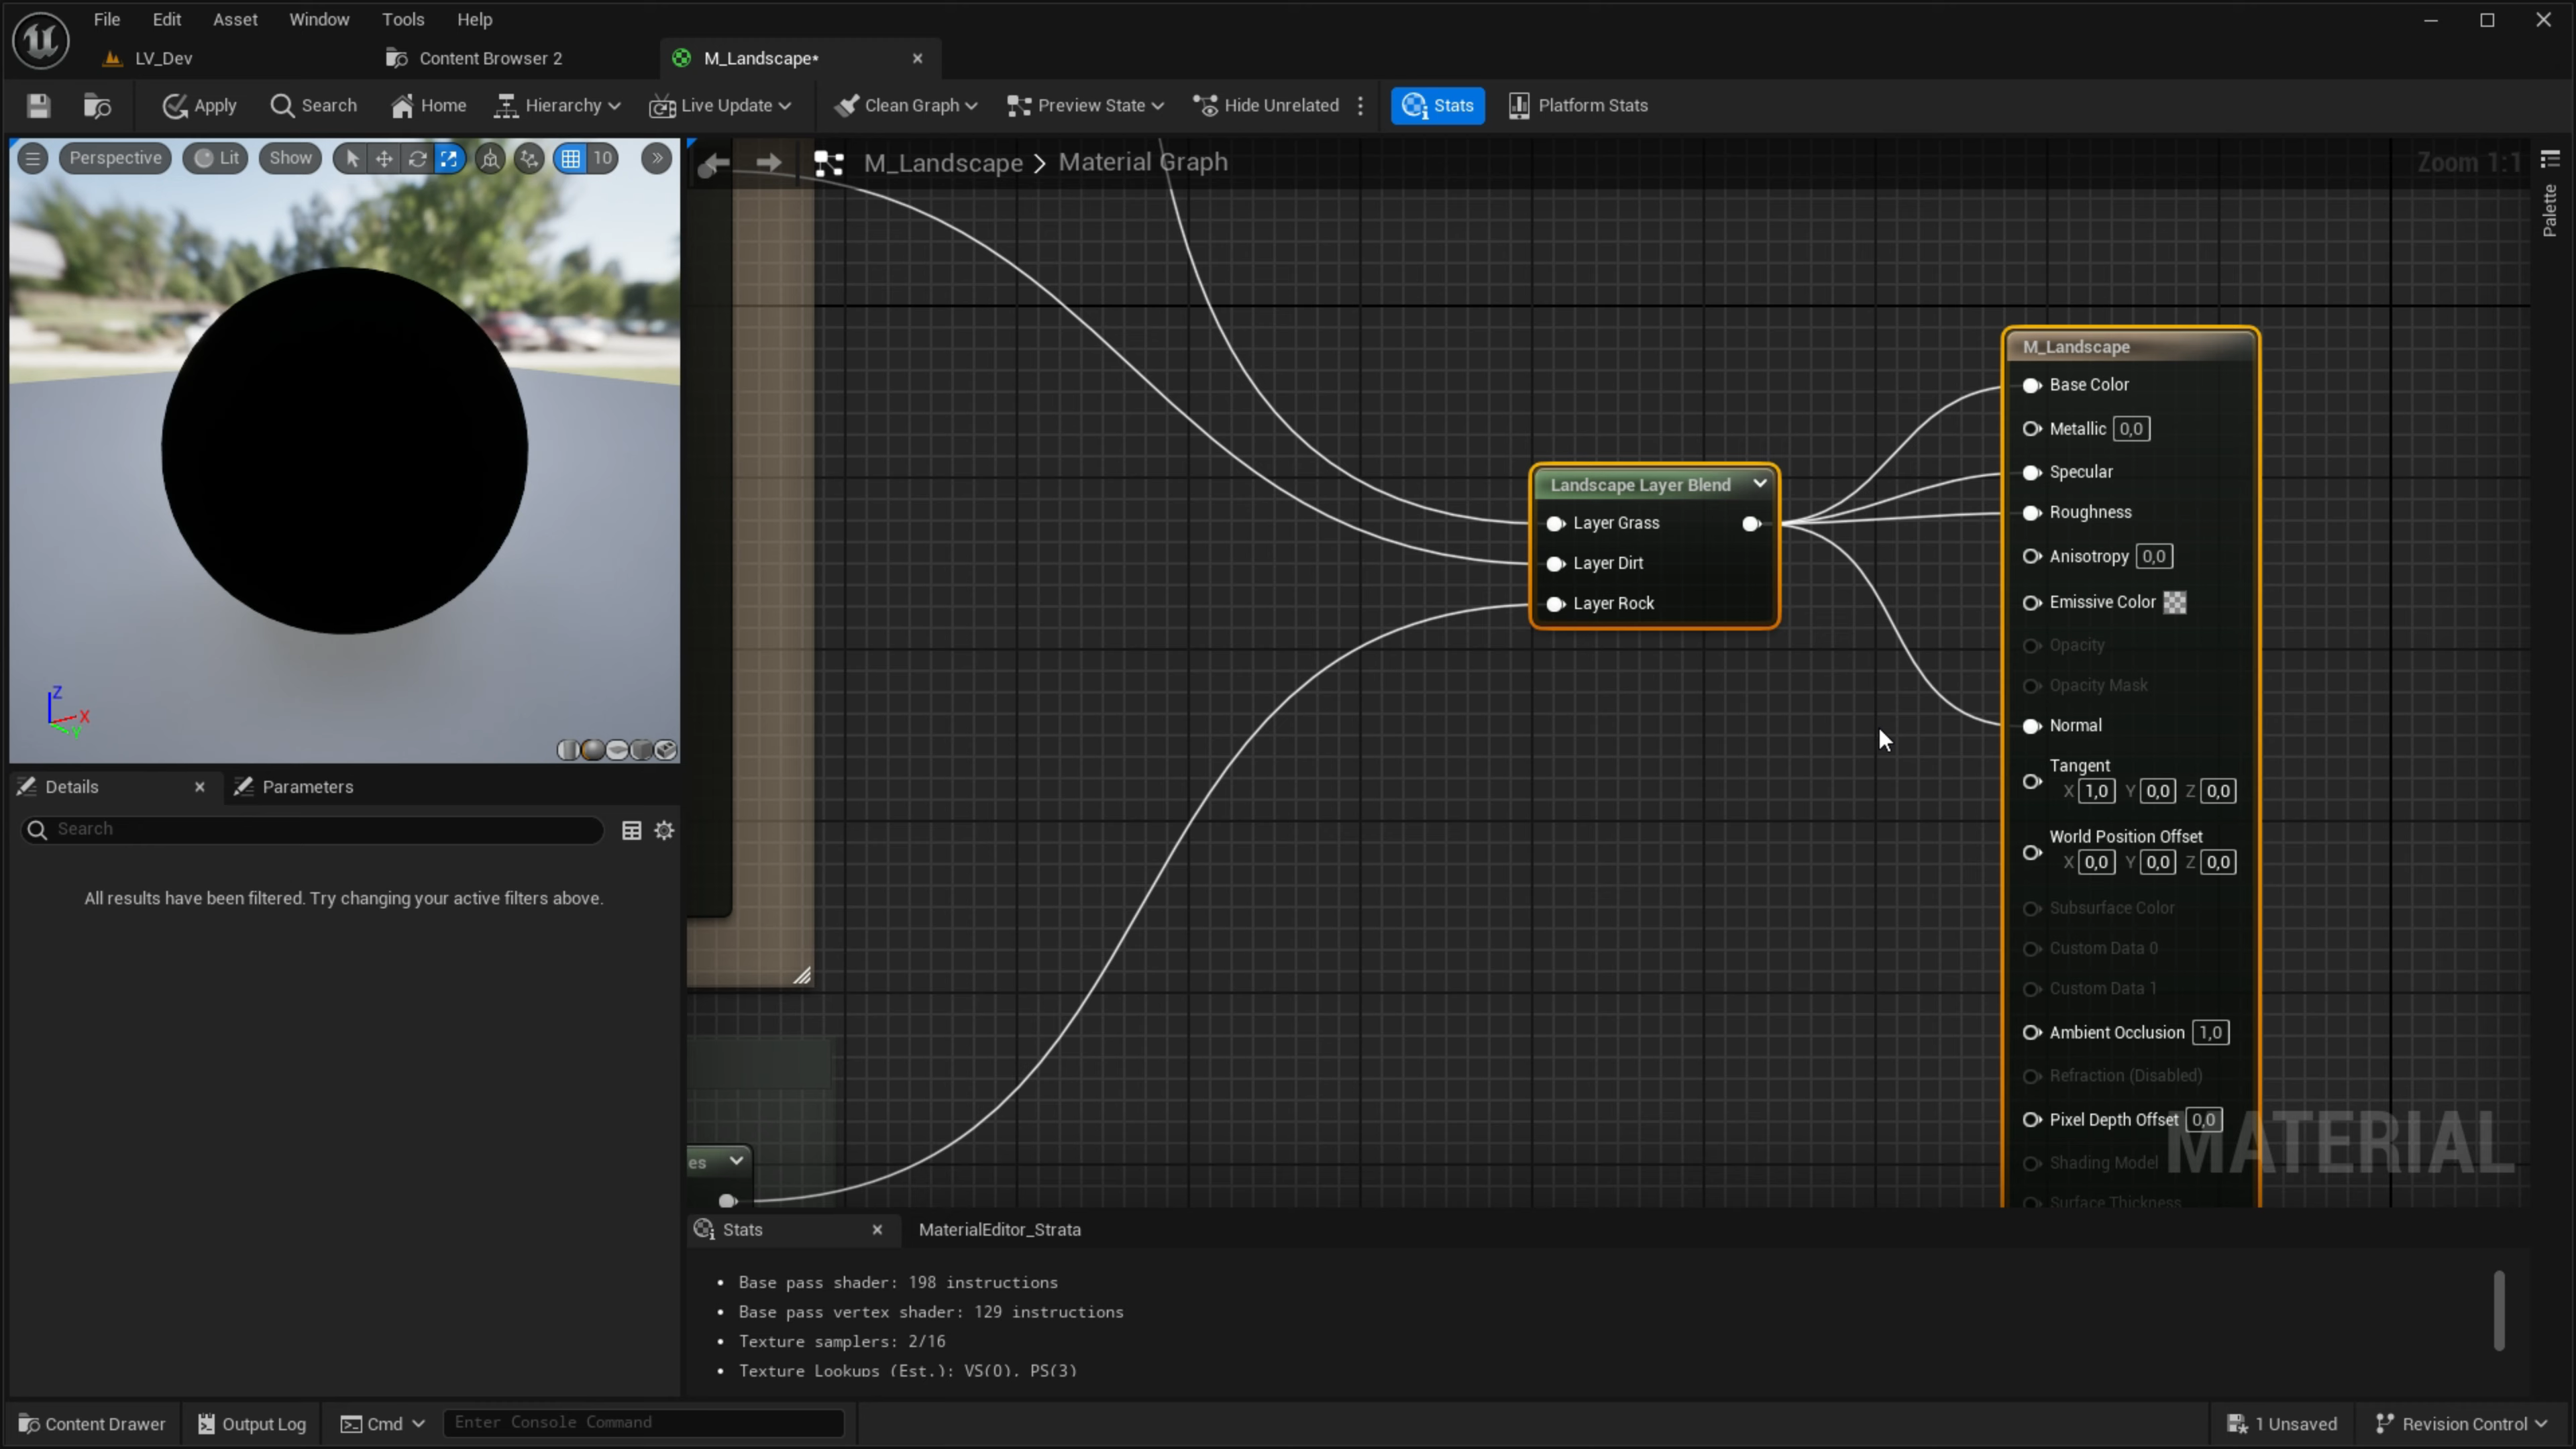 File Edit Asset Window Tools Help
LV_Dev Content Browser 2 M_Landscape*
Apply Search Home Hierarchy Live Update Clean Graph Preview State Hide Unrelated Stats Platform Stats
Perspective Lit Show 10
M_Landscape > Material Graph Zoom 1:1
Palette
Z
X
Y
M_Landscape
Base Color
Metallic 0,0
Specular
Roughness
Anisotropy 0,0
Emissive Color
Opacity
Opacity Mask
Normal
Tangent
X 1,0 Y 0,0 Z 0,0
World Position Offset
X 0,0 Y 0,0 Z 0,0
Subsurface Color
Custom Data 0
Custom Data 1
Ambient Occlusion 1,0
Refraction (Disabled)
Pixel Depth Offset 0,0
Shading Model
Surface Thickness
Landscape Layer Blend
Layer Grass
Layer Dirt
Layer Rock
es
MATERIAL
Details Parameters
Search
All results have been filtered. Try changing your active filters above.
Stats MaterialEditor_Strata
• Base pass shader: 198 instructions
• Base pass vertex shader: 129 instructions
• Texture samplers: 2/16
• Texture Lookups (Est.): VS(0), PS(3)
Content Drawer Output Log Cmd Enter Console Command 1 Unsaved Revision Control